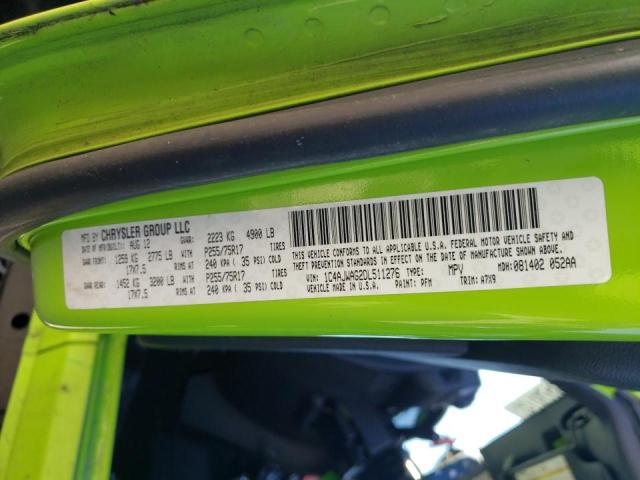 MFD BY CHRYSLER GROUP LLC
DATE OF MFR/BUILT: AUG 12 GVWR: 2223 KG 4900 LB
GAWR FRONT: 1259 KG 2775 LB P255/75R17 TIRES
17X7.5 RIMS AT 240 KPA ( 35 PSI) COLD
GAWR REAR: 1452 KG 3200 LB P255/75R17 TIRES
17X7.5 RIMS AT 240 KPA ( 35 PSI) COLD
THIS VEHICLE CONFORMS TO ALL APPLICABLE U.S.A. FEDERAL MOTOR VEHICLE SAFETY AND
THEFT PREVENTION STANDARDS IN EFFECT ON THE DATE OF MANUFACTURE SHOWN ABOVE.
VIN: 1C4AJWAG2DL511276 TYPE: MPV MDH: 081402 052AA
VEHICLE MADE IN U.S.A. PAINT: PFM TRIM: A7X9